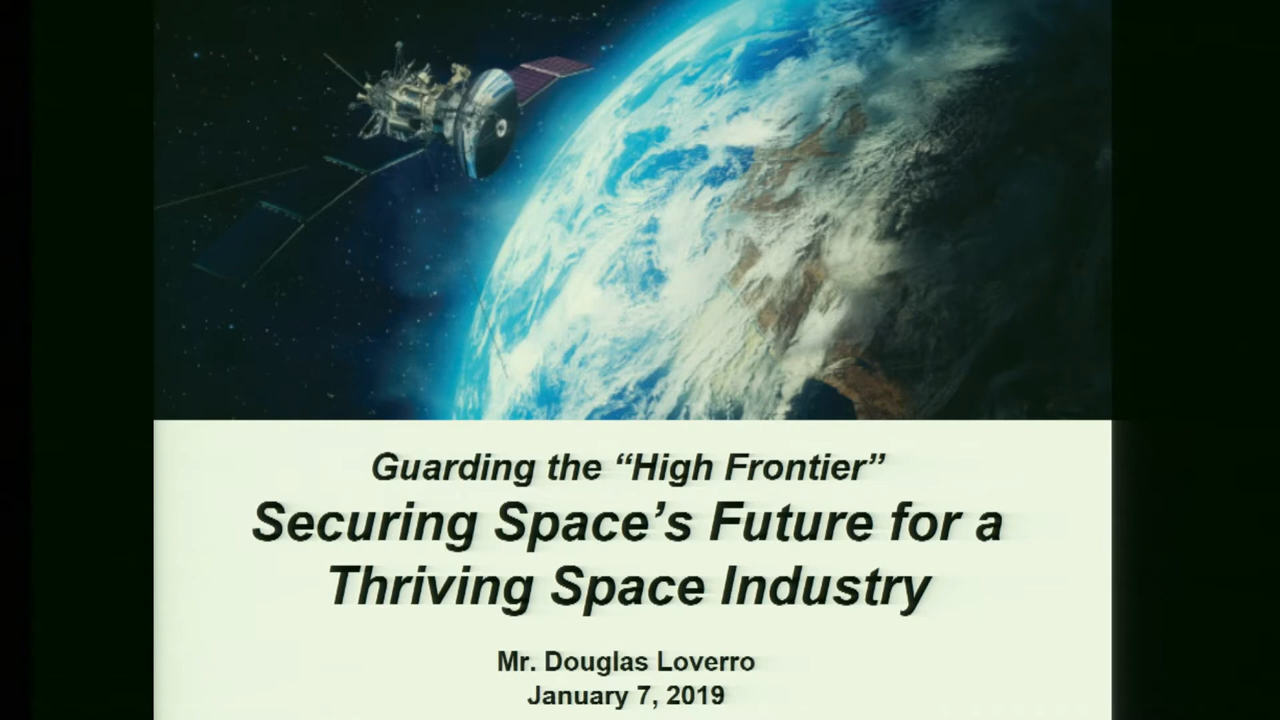 Guarding the “High Frontier”
Securing Space’s Future for a
Thriving Space Industry
Mr. Douglas Loverro
January 7, 2019